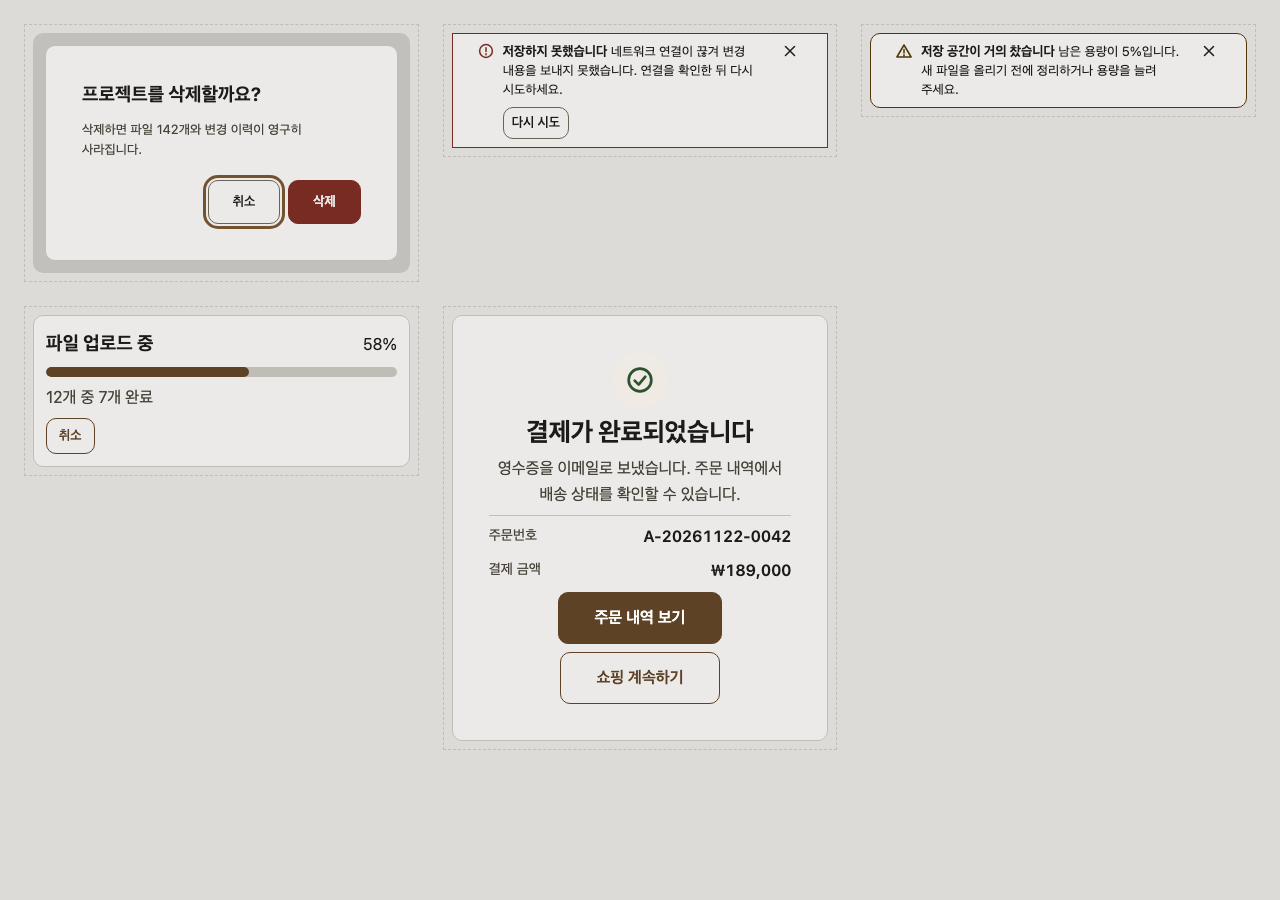 프로젝트를 삭제할까요?
삭제하면 파일 142개와 변경 이력이 영구히
사라집니다.
취소
삭제
저장하지 못했습니다 네트워크 연결이 끊겨 변경
내용을 보내지 못했습니다. 연결을 확인한 뒤 다시
시도하세요.
다시 시도
저장 공간이 거의 찼습니다 남은 용량이 5%입니다.
새 파일을 올리기 전에 정리하거나 용량을 늘려
주세요.
파일 업로드 중
58%
12개 중 7개 완료
취소
결제가 완료되었습니다
영수증을 이메일로 보냈습니다. 주문 내역에서
배송 상태를 확인할 수 있습니다.
주문번호
A-20261122-0042
결제 금액
₩189,000
주문 내역 보기
쇼핑 계속하기